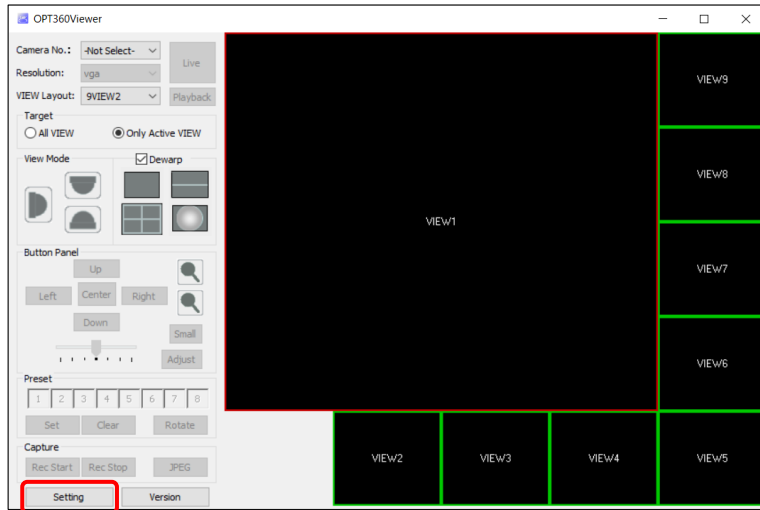 OPT360Viewer
Camera No.: -Not Select-
Live
Resolution: vga
VIEW Layout: 9VIEW2
Playback
Target
All VIEW Only Active VIEW
View Mode
Dewarp
Button Panel
Up
Left Center Right
Down
Small
Adjust
Preset
1 2 3 4 5 6 7 8
Set Clear Rotate
Capture
Rec Start Rec Stop JPEG
Setting Version
VIEW1
VIEW9
VIEW8
VIEW7
VIEW6
VIEW2 VIEW3 VIEW4 VIEW5